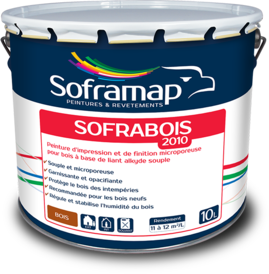 Soframap
PEINTURES & REVETEMENTS
SOFRABOIS
2010
Peinture d'impression et de finition microporeuse
pour bois à base de liant alkyde souple
Souple et microporeuse
Garnissante et opacifiante
Protège le bois des intempéries
Recommandée pour les bois neufs
Régule et stabilise l'humidité du bois
BOIS
Rendement
11 à 12 m²/L
10L